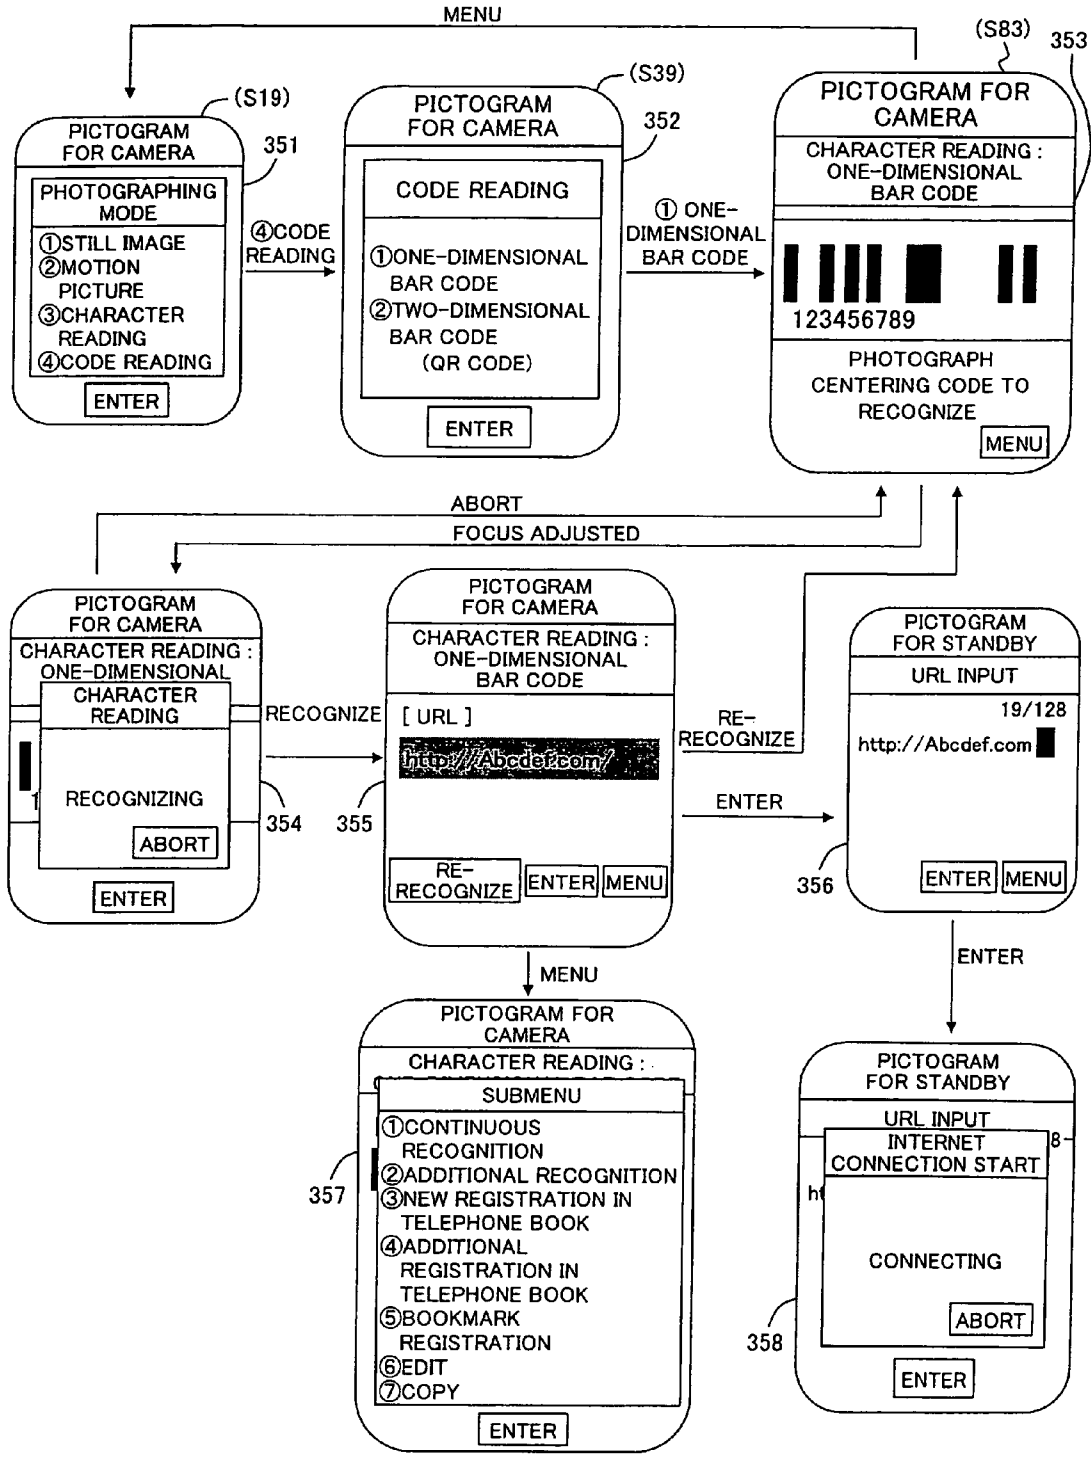 MENU
(S19)
PICTOGRAM
FOR CAMERA
351
PHOTOGRAPHING
MODE
①STILL IMAGE
②MOTION
PICTURE
③CHARACTER
READING
④CODE READING
ENTER
④CODE
READING
(S39)
PICTOGRAM
FOR CAMERA
352
CODE READING
①ONE-DIMENSIONAL
BAR CODE
②TWO-DIMENSIONAL
BAR CODE
(QR CODE)
ENTER
① ONE-
DIMENSIONAL
BAR CODE
(S83)
353
PICTOGRAM FOR
CAMERA
CHARACTER READING :
ONE-DIMENSIONAL
BAR CODE
123456789
PHOTOGRAPH
CENTERING CODE TO
RECOGNIZE
MENU
ABORT
FOCUS ADJUSTED
PICTOGRAM
FOR CAMERA
CHARACTER READING :
ONE-DIMENSIONAL
CHARACTER
READING
1
RECOGNIZING
ABORT
ENTER
354
RECOGNIZE
PICTOGRAM
FOR CAMERA
CHARACTER READING :
ONE-DIMENSIONAL
BAR CODE
[ URL ]
http://Abcdef.com/
355
RE-
RECOGNIZE
ENTER
MENU
RE-
RECOGNIZE
ENTER
PICTOGRAM
FOR STANDBY
URL INPUT
19/128
http://Abcdef.com
356
ENTER
MENU
ENTER
MENU
PICTOGRAM FOR
CAMERA
CHARACTER READING :
SUBMENU
①CONTINUOUS
RECOGNITION
②ADDITIONAL RECOGNITION
③NEW REGISTRATION IN
TELEPHONE BOOK
④ADDITIONAL
REGISTRATION IN
TELEPHONE BOOK
⑤BOOKMARK
REGISTRATION
⑥EDIT
⑦COPY
ENTER
357
PICTOGRAM
FOR STANDBY
URL INPUT
8
INTERNET
CONNECTION START
ht
CONNECTING
ABORT
ENTER
358